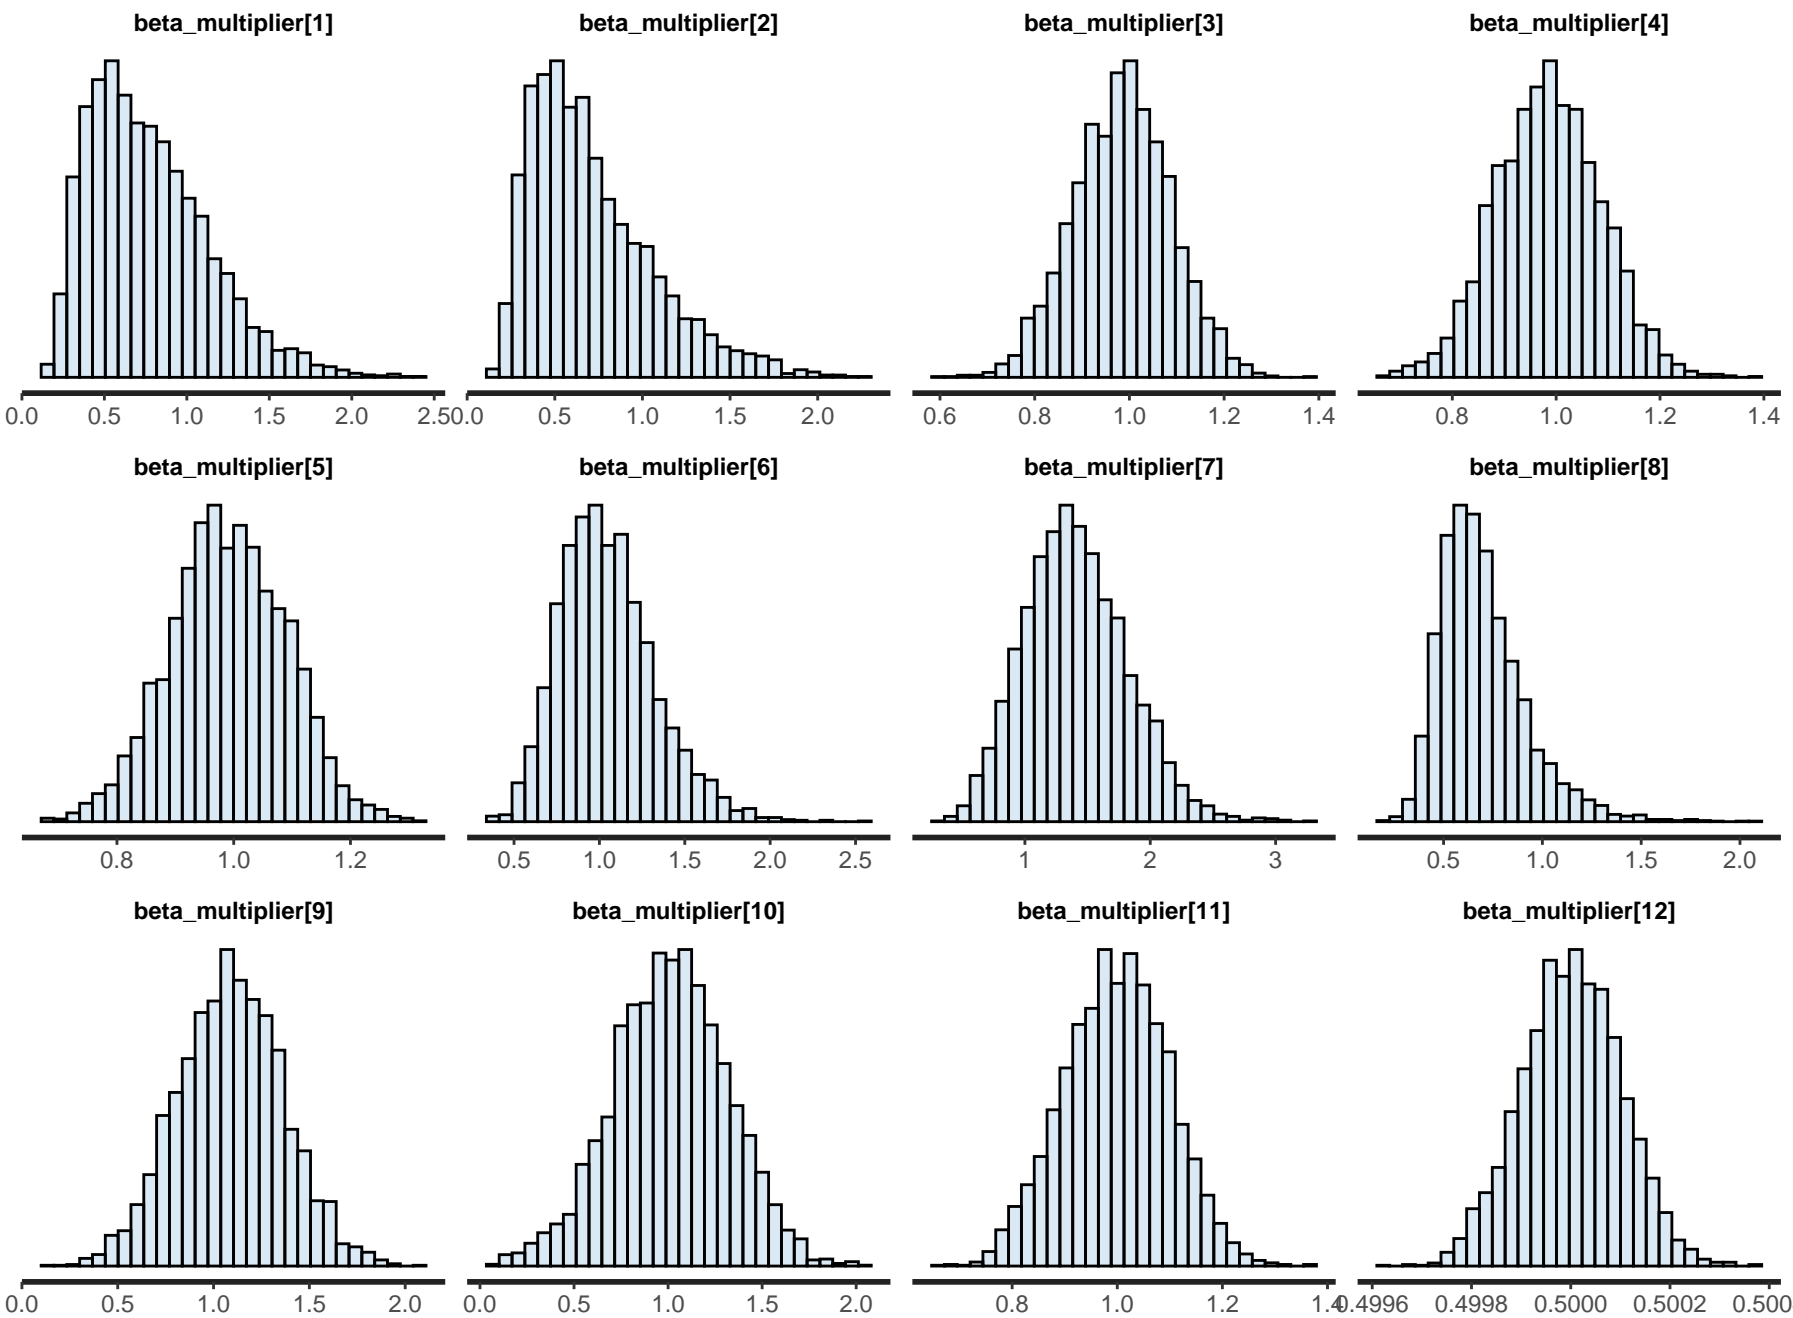 beta_multiplier[1] beta_multiplier[2] beta_multiplier[3] beta_multiplier[4]
0.0 0.5 1.0 1.5 2.0 2.5 0.0 0.5 1.0 1.5 2.0 0.6 0.8 1.0 1.2 1.4 0.8 1.0 1.2 1.4
beta_multiplier[5] beta_multiplier[6] beta_multiplier[7] beta_multiplier[8]
0.8 1.0 1.2 0.5 1.0 1.5 2.0 2.5 1 2 3 0.5 1.0 1.5 2.0
beta_multiplier[9] beta_multiplier[10] beta_multiplier[11] beta_multiplier[12]
0.0 0.5 1.0 1.5 2.0 0.0 0.5 1.0 1.5 2.0 0.8 1.0 1.2 1.4 0.4996 0.4998 0.5000 0.5002 0.500